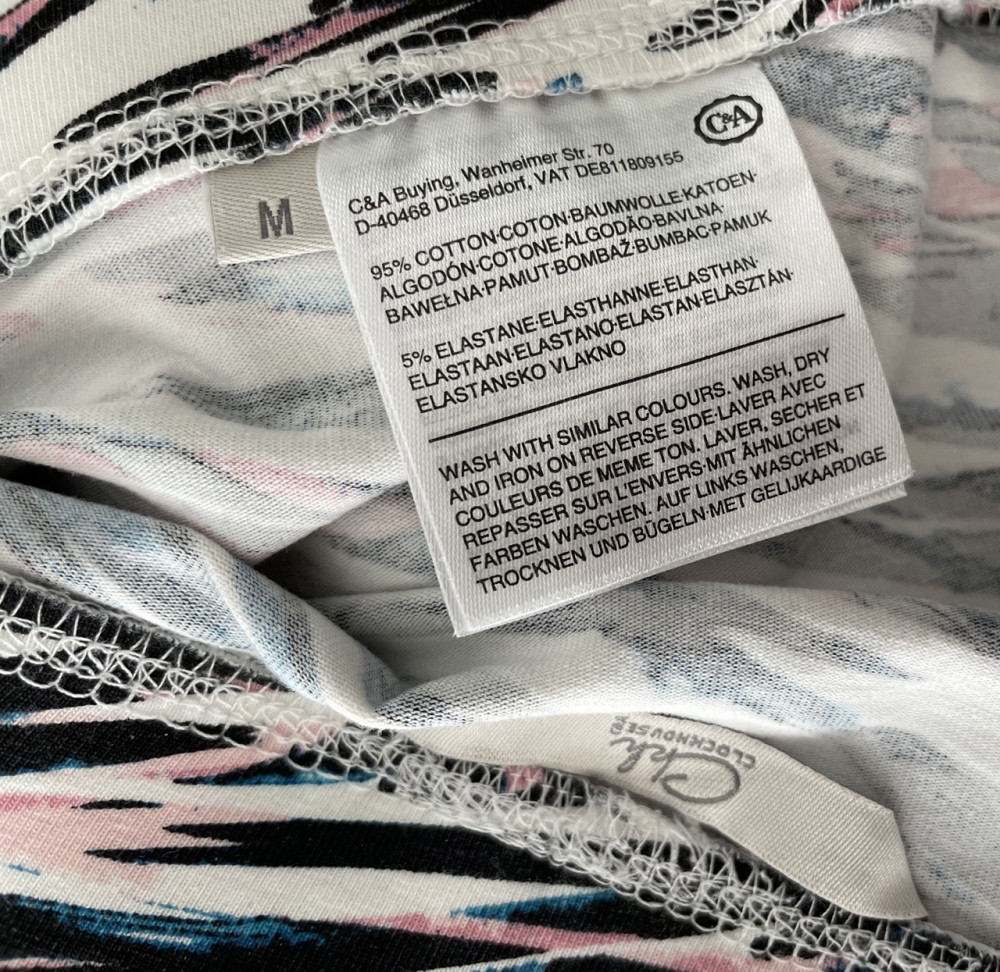 C&A
C&A Buying, Wanheimer Str. 70
D-40468 Düsseldorf, VAT DE811809155
M
95% COTTON·COTON·BAUMWOLLE·KATOEN·
ALGODÓN·COTONE·ALGODÃO·BAVLNA·
BAWEŁNA·PAMUT·BOMBAŽ·BUMBAC·PAMUK
5% ELASTANE·ELASTHANNE·ELASTHAN·
ELASTAAN·ELASTANO·ELASTAN·ELASZTÁN·
ELASTANSKO VLAKNO
WASH WITH SIMILAR COLOURS. WASH, DRY
AND IRON ON REVERSE SIDE·LAVER AVEC
COULEURS DE MEME TON. LAVER, SECHER ET
REPASSER SUR L'ENVERS·MIT ÄHNLICHEN
FARBEN WASCHEN. AUF LINKS WASCHEN,
TROCKNEN UND BÜGELN·MET GELIJKAARDIGE
Chh
CLOCKHOUSE